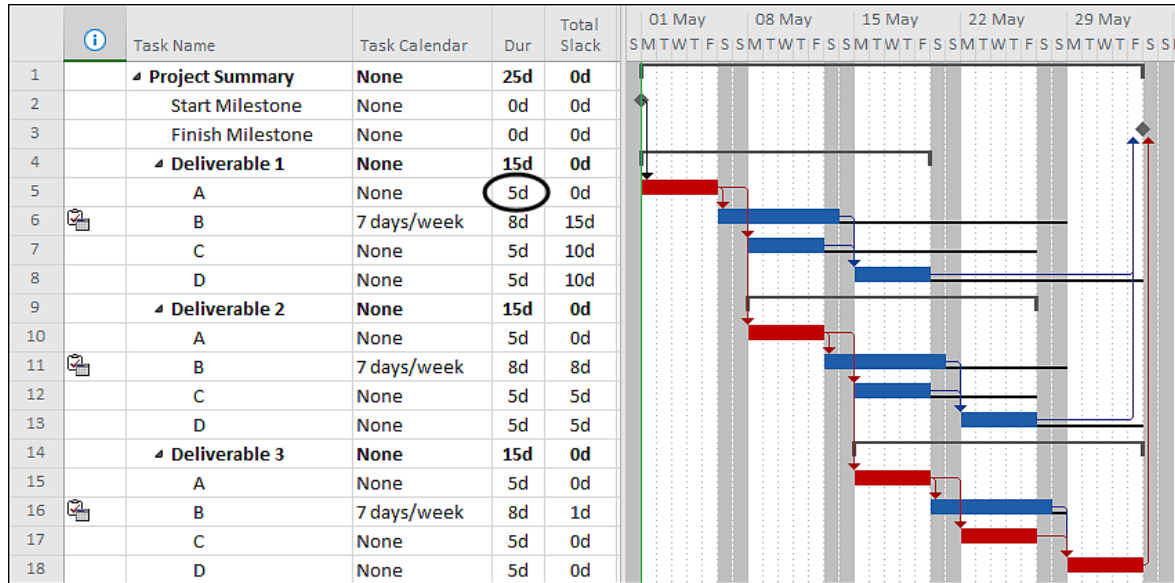 Total 01 May 08 May 15 May 22 May 29 May
i Task Name Task Calendar Dur Slack S M T W T F S S M T W T F S S M T W T F S S M T W T F S S M T W T F S S
1 Project Summary None 25d 0d
2 Start Milestone None 0d 0d
3 Finish Milestone None 0d 0d
4 Deliverable 1 None 15d 0d
5 A None 5d 0d
6 B 7 days/week 8d 15d
7 C None 5d 10d
8 D None 5d 10d
9 Deliverable 2 None 15d 0d
10 A None 5d 0d
11 B 7 days/week 8d 8d
12 C None 5d 5d
13 D None 5d 5d
14 Deliverable 3 None 15d 0d
15 A None 5d 0d
16 B 7 days/week 8d 1d
17 C None 5d 0d
18 D None 5d 0d